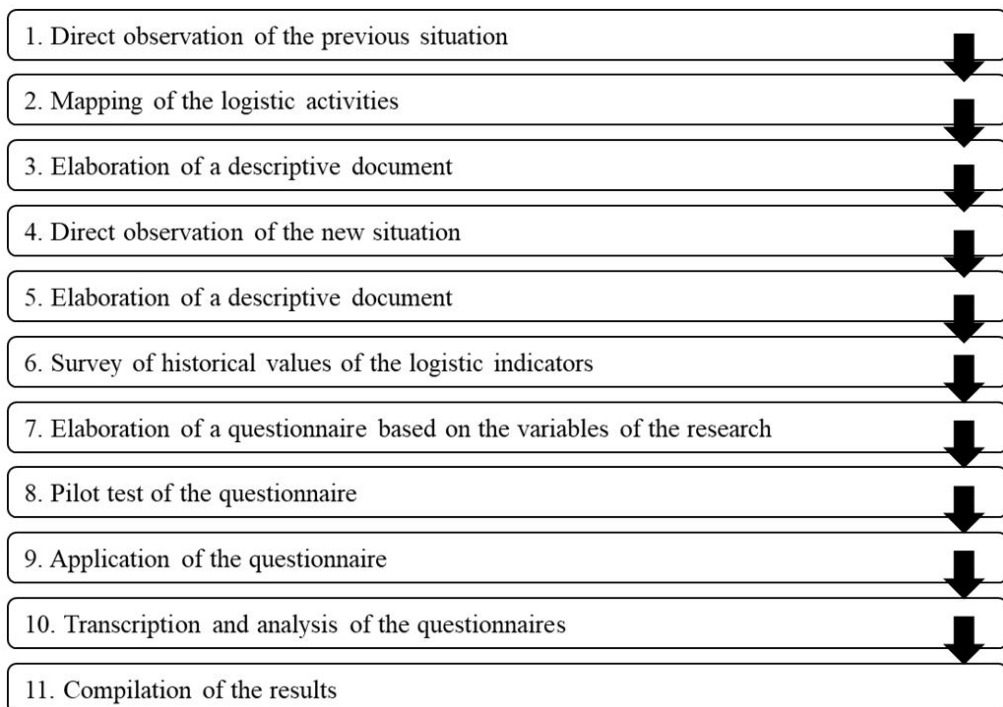 1. Direct observation of the previous situation
2. Mapping of the logistic activities
3. Elaboration of a descriptive document
4. Direct observation of the new situation
5. Elaboration of a descriptive document
6. Survey of historical values of the logistic indicators
7. Elaboration of a questionnaire based on the variables of the research
8. Pilot test of the questionnaire
9. Application of the questionnaire
10. Transcription and analysis of the questionnaires
11. Compilation of the results